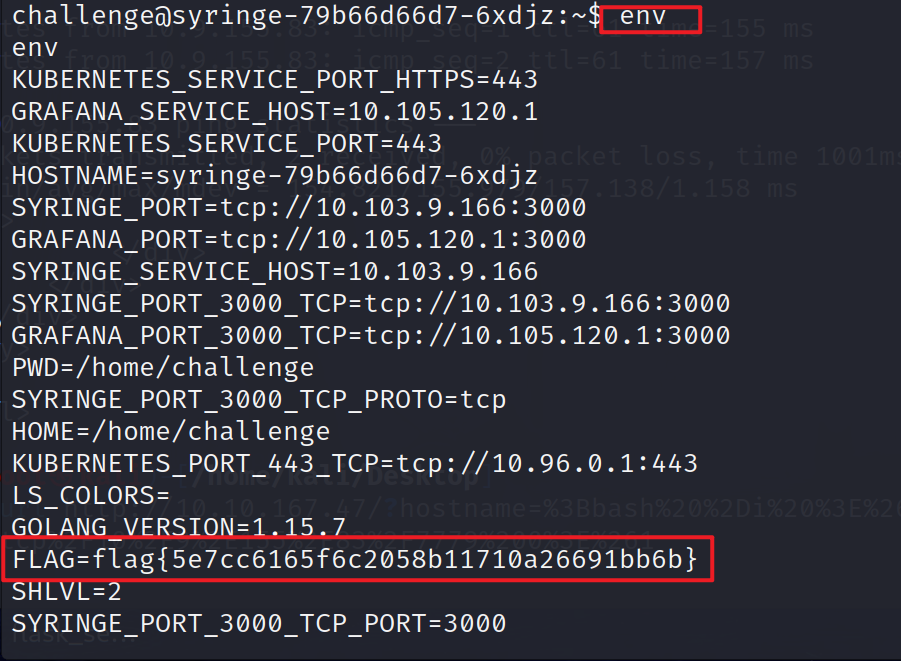 challenge@syringe-79b66d66d7-6xdjz:~$ env
env
KUBERNETES_SERVICE_PORT_HTTPS=443
GRAFANA_SERVICE_HOST=10.105.120.1
KUBERNETES_SERVICE_PORT=443
HOSTNAME=syringe-79b66d66d7-6xdjz
SYRINGE_PORT=tcp://10.103.9.166:3000
GRAFANA_PORT=tcp://10.105.120.1:3000
SYRINGE_SERVICE_HOST=10.103.9.166
SYRINGE_PORT_3000_TCP=tcp://10.103.9.166:3000
GRAFANA_PORT_3000_TCP=tcp://10.105.120.1:3000
PWD=/home/challenge
SYRINGE_PORT_3000_TCP_PROTO=tcp
HOME=/home/challenge
KUBERNETES_PORT_443_TCP=tcp://10.96.0.1:443
LS_COLORS=
GOLANG_VERSION=1.15.7
FLAG=flag{5e7cc6165f6c2058b11710a26691bb6b}
SHLVL=2
SYRINGE_PORT_3000_TCP_PORT=3000